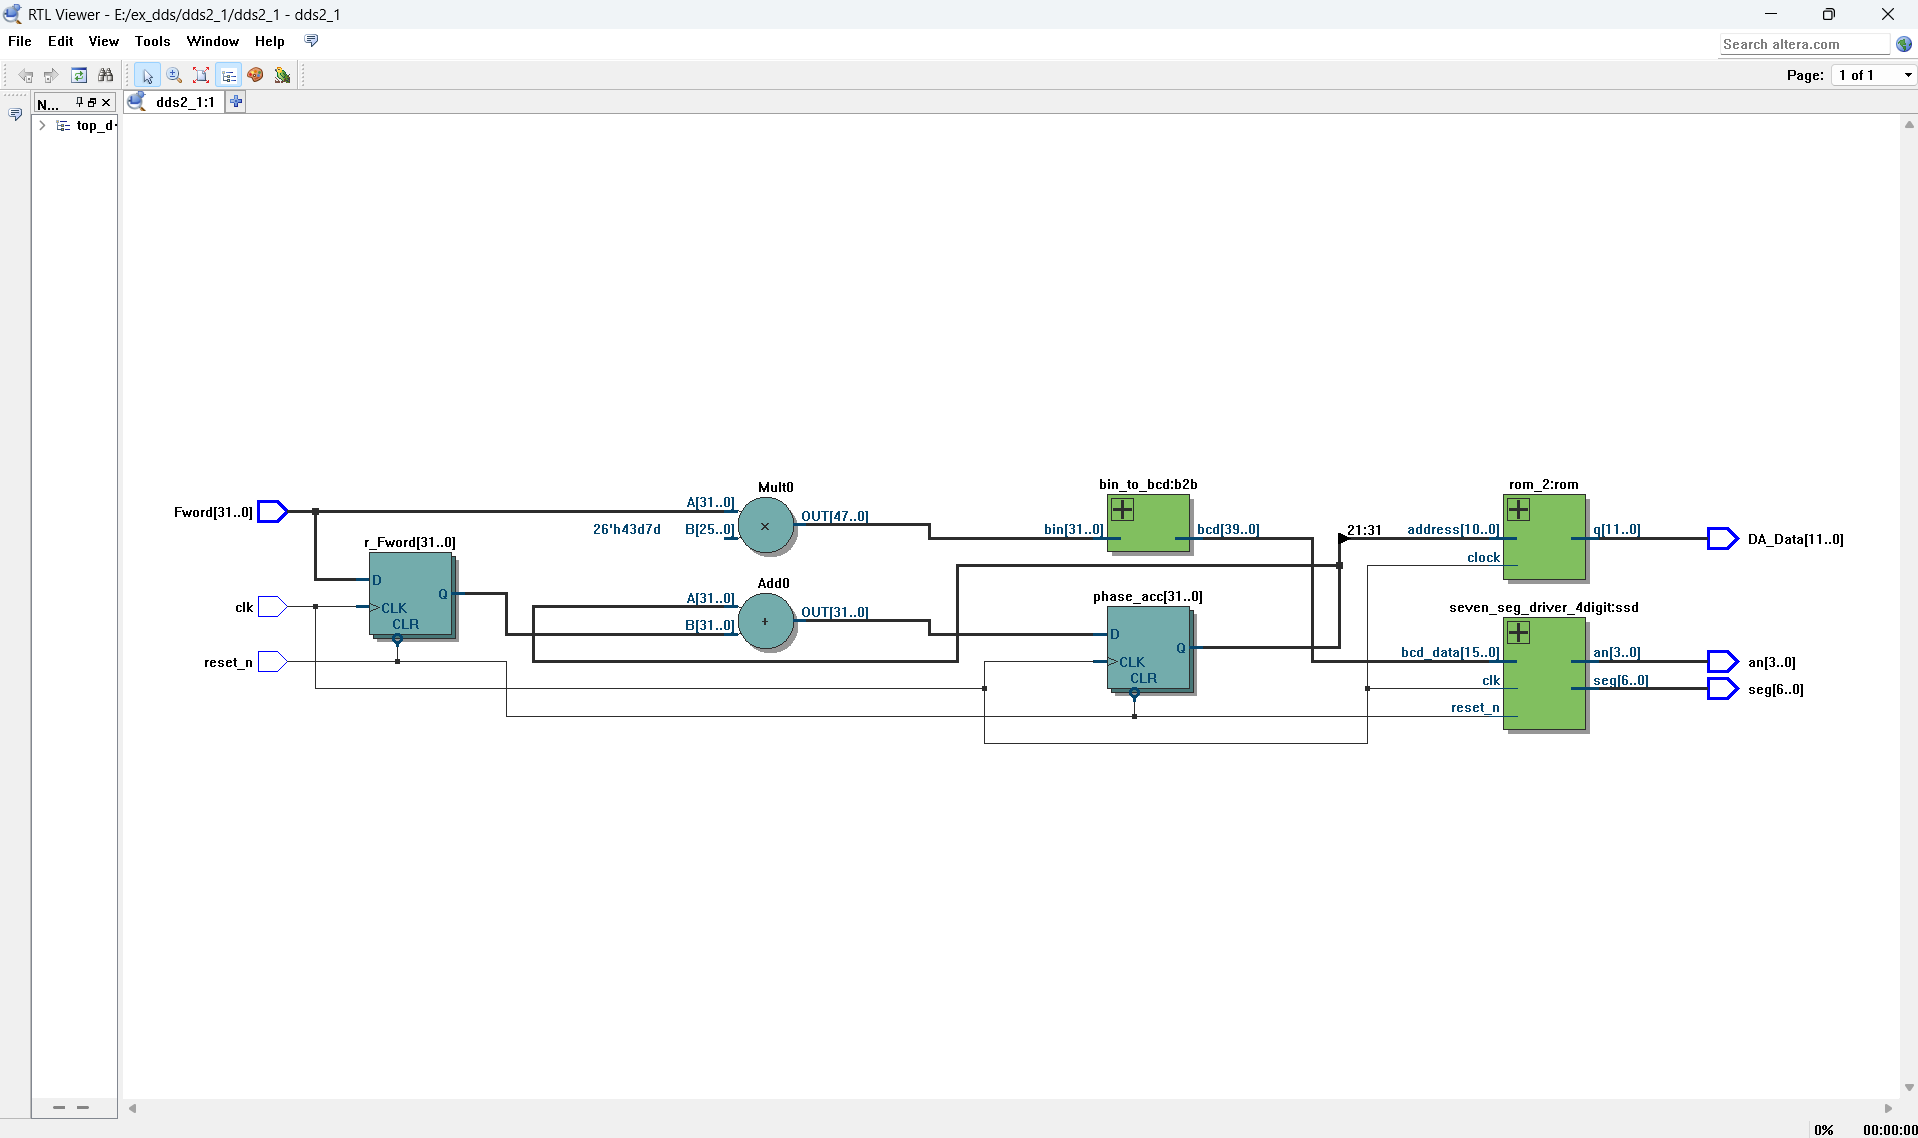 RTL Viewer - E:/ex_dds/dds2_1/dds2_1 - dds2_1
File Edit View Tools Window Help
Search altera.com
Page: 1 of 1
N...
dds2_1:1
top_d
Mult0
bin_to_bcd:b2b
rom_2:rom
Fword[31..0]
A[31..0]
OUT[47..0]
26'h43d7d
B[25..0]
×
bin[31..0]
bcd[39..0]
21:31
address[10..0]
q[11..0]
DA_Data[11..0]
clock
r_Fword[31..0]
D
Q
CLK
CLR
clk
reset_n
Add0
A[31..0]
B[31..0]
+
OUT[31..0]
phase_acc[31..0]
D
Q
CLK
CLR
seven_seg_driver_4digit:ssd
bcd_data[15..0]
an[3..0]
an[3..0]
clk
seg[6..0]
seg[6..0]
reset_n
0% 00:00:00